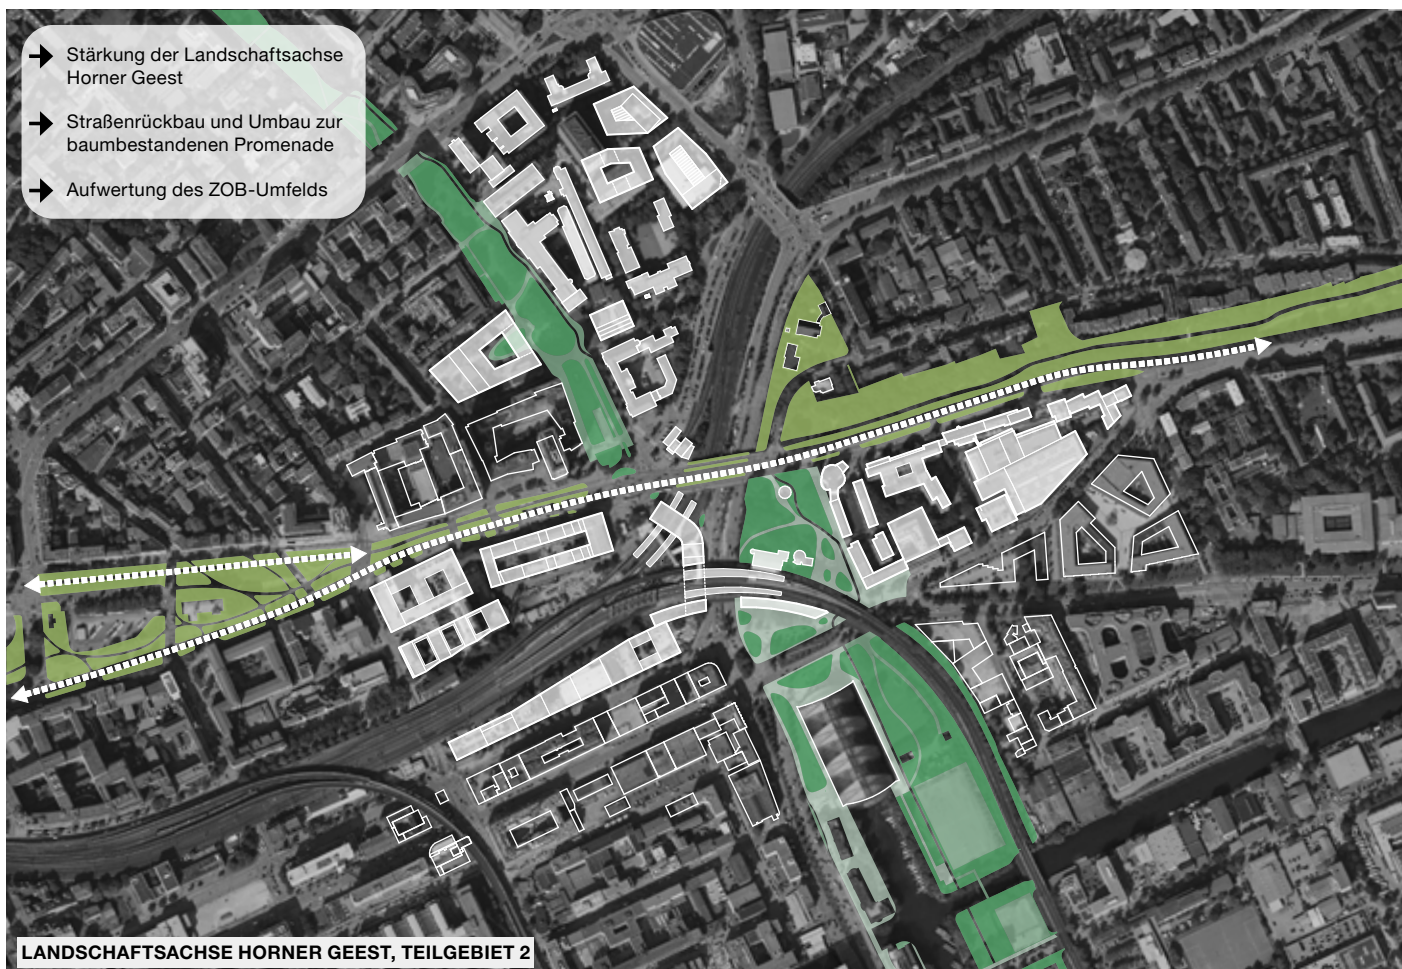 Stärkung der Landschaftsachse
Horner Geest
Straßenrückbau und Umbau zur
baumbestandenen Promenade
Aufwertung des ZOB-Umfelds
LANDSCHAFTSACHSE HORNER GEEST, TEILGEBIET 2